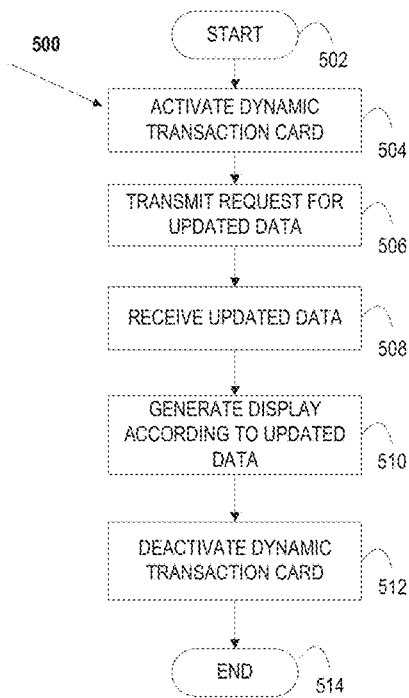 START
500
502
ACTIVATE DYNAMIC
TRANSACTION CARD
504
TRANSMIT REQUEST FOR
UPDATED DATA
506
RECEIVE UPDATED DATA
508
GENERATE DISPLAY
ACCORDING TO UPDATED
DATA
510
DEACTIVATE DYNAMIC
TRANSACTION CARD
512
END
514